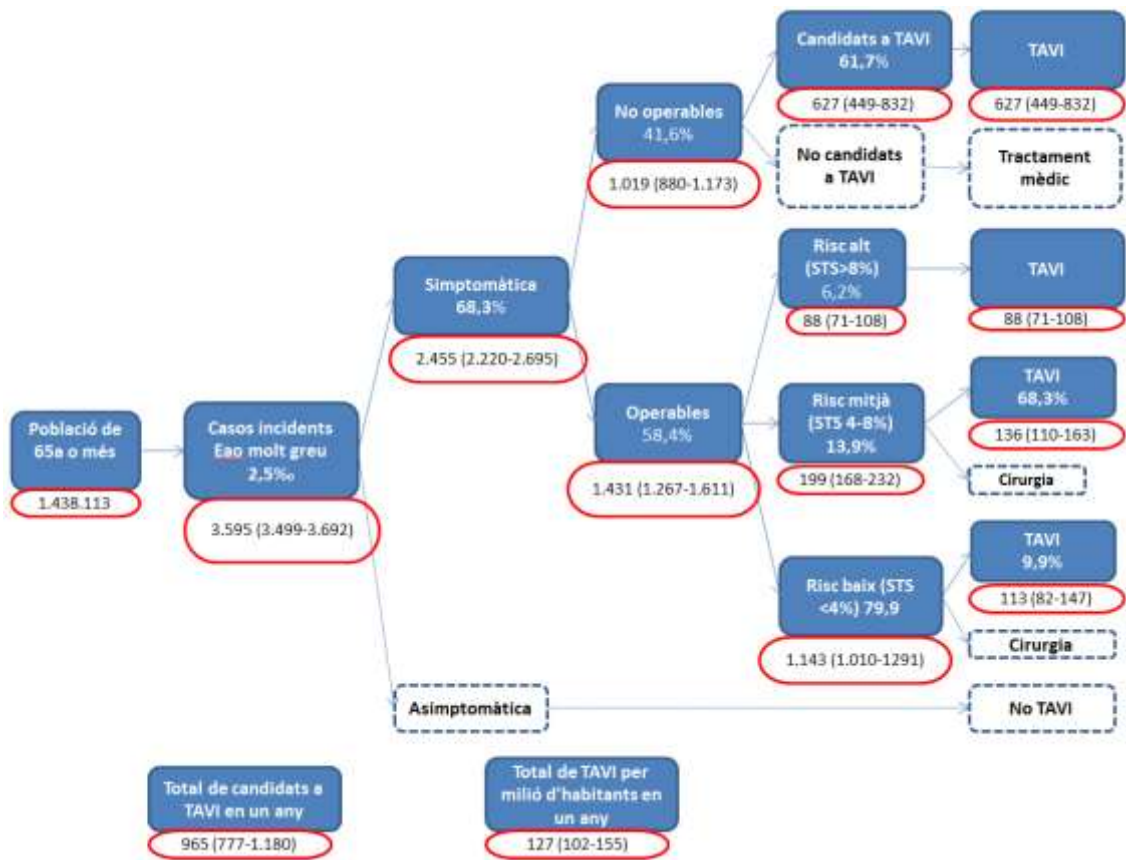 Candidats a TAVI
61,7%
627 (449-832)
TAVI
627 (449-832)
No operables
41,6%
1.019 (880-1.173)
No candidats
a TAVI
Tractament
mèdic
Simptomàtica
68,3%
2.455 (2.220-2.695)
Risc alt
(STS>8%)
6,2%
88 (71-108)
TAVI
88 (71-108)
Població de
65a o més
1.438.113
Casos incidents
Eao molt greu
2,5‰
3.595 (3.499-3.692)
Operables
58,4%
1.431 (1.267-1.611)
Risc mitjà
(STS 4-8%)
13,9%
199 (168-232)
TAVI
68,3%
136 (110-163)
Cirurgia
Risc baix (STS
<4%) 79,9
1.143 (1.010-1291)
TAVI
9,9%
113 (82-147)
Cirurgia
Asimptomàtica
No TAVI
Total de candidats a
TAVI en un any
965 (777-1.180)
Total de TAVI per
milió d'habitants en
un any
127 (102-155)